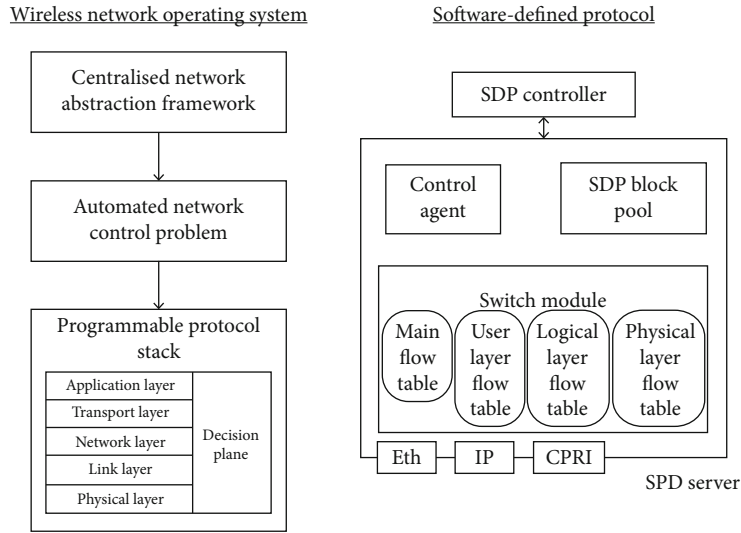 Wireless network operating system
Centralised network
abstraction framework
Automated network
control problem
Programmable protocol
stack
Application layer
Transport layer
Network layer
Link layer
Physical layer
Decision
plane
Software-defined protocol
SDP controller
Control
agent
SDP block
pool
Switch module
Main
flow
table
User
layer
flow
table
Logical
layer
flow
table
Physical
layer
flow
table
Eth
IP
CPRI
SPD server